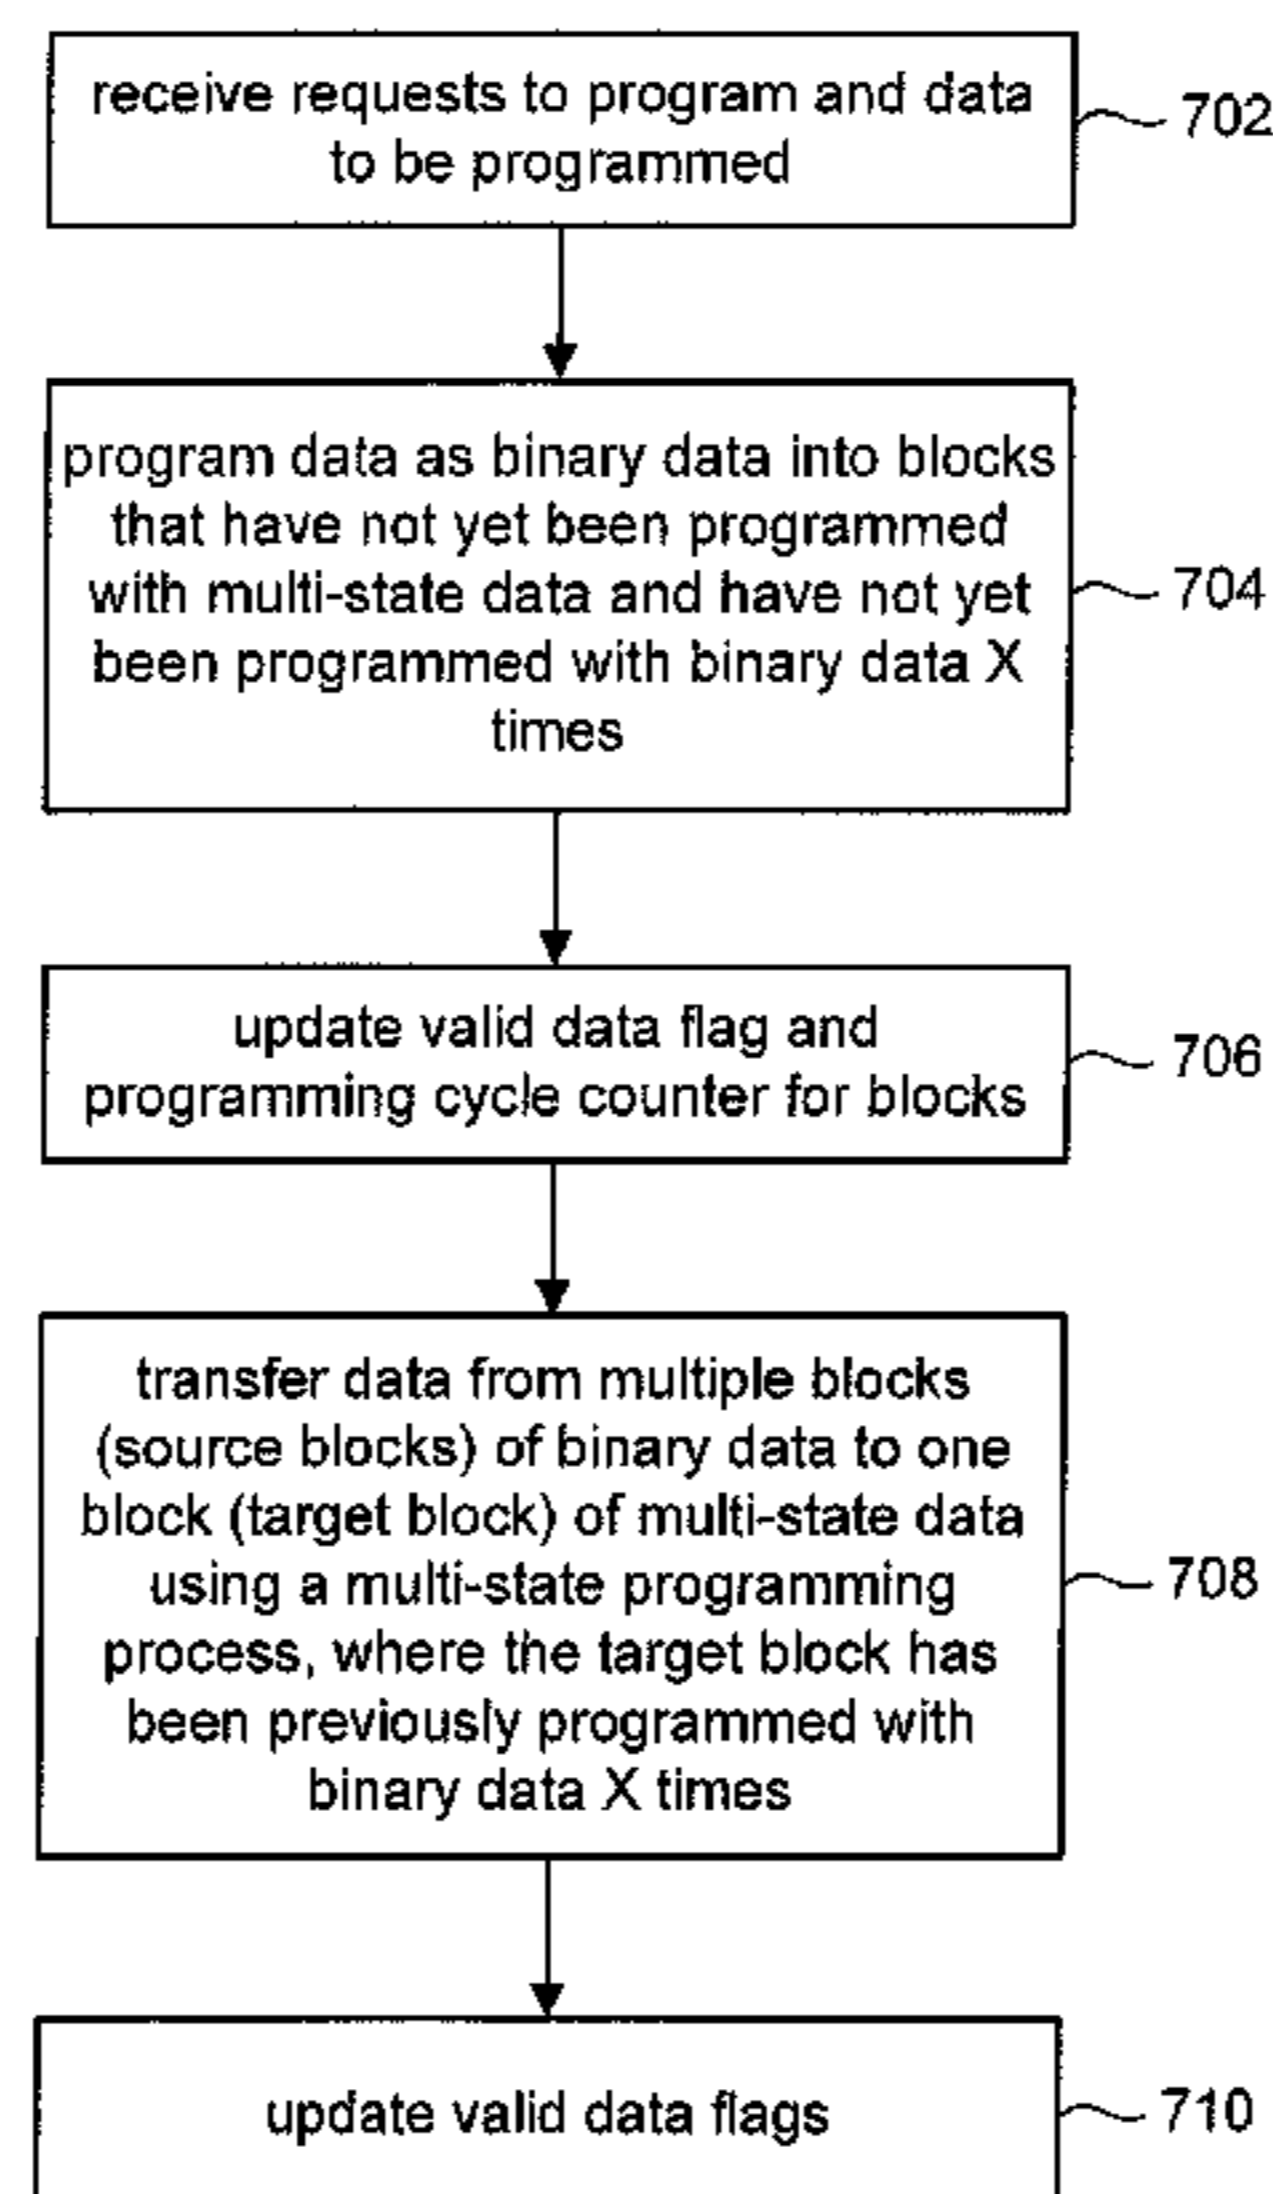 receive requests to program and data
to be programmed
702
program data as binary data into blocks
that have not yet been programmed
with multi-state data and have not yet
been programmed with binary data X
times
704
update valid data flag and
programming cycle counter for blocks
706
transfer data from multiple blocks
(source blocks) of binary data to one
block (target block) of multi-state data
using a multi-state programming
process, where the target block has
been previously programmed with
binary data X times
708
update valid data flags
710